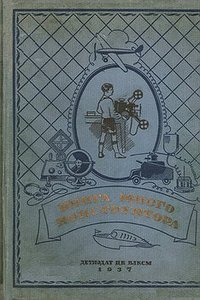 КНИГА ЮНОГО
КОНСТРУКТОРА
ДЕТИЗДАТ ЦК ВЛКСМ
1937